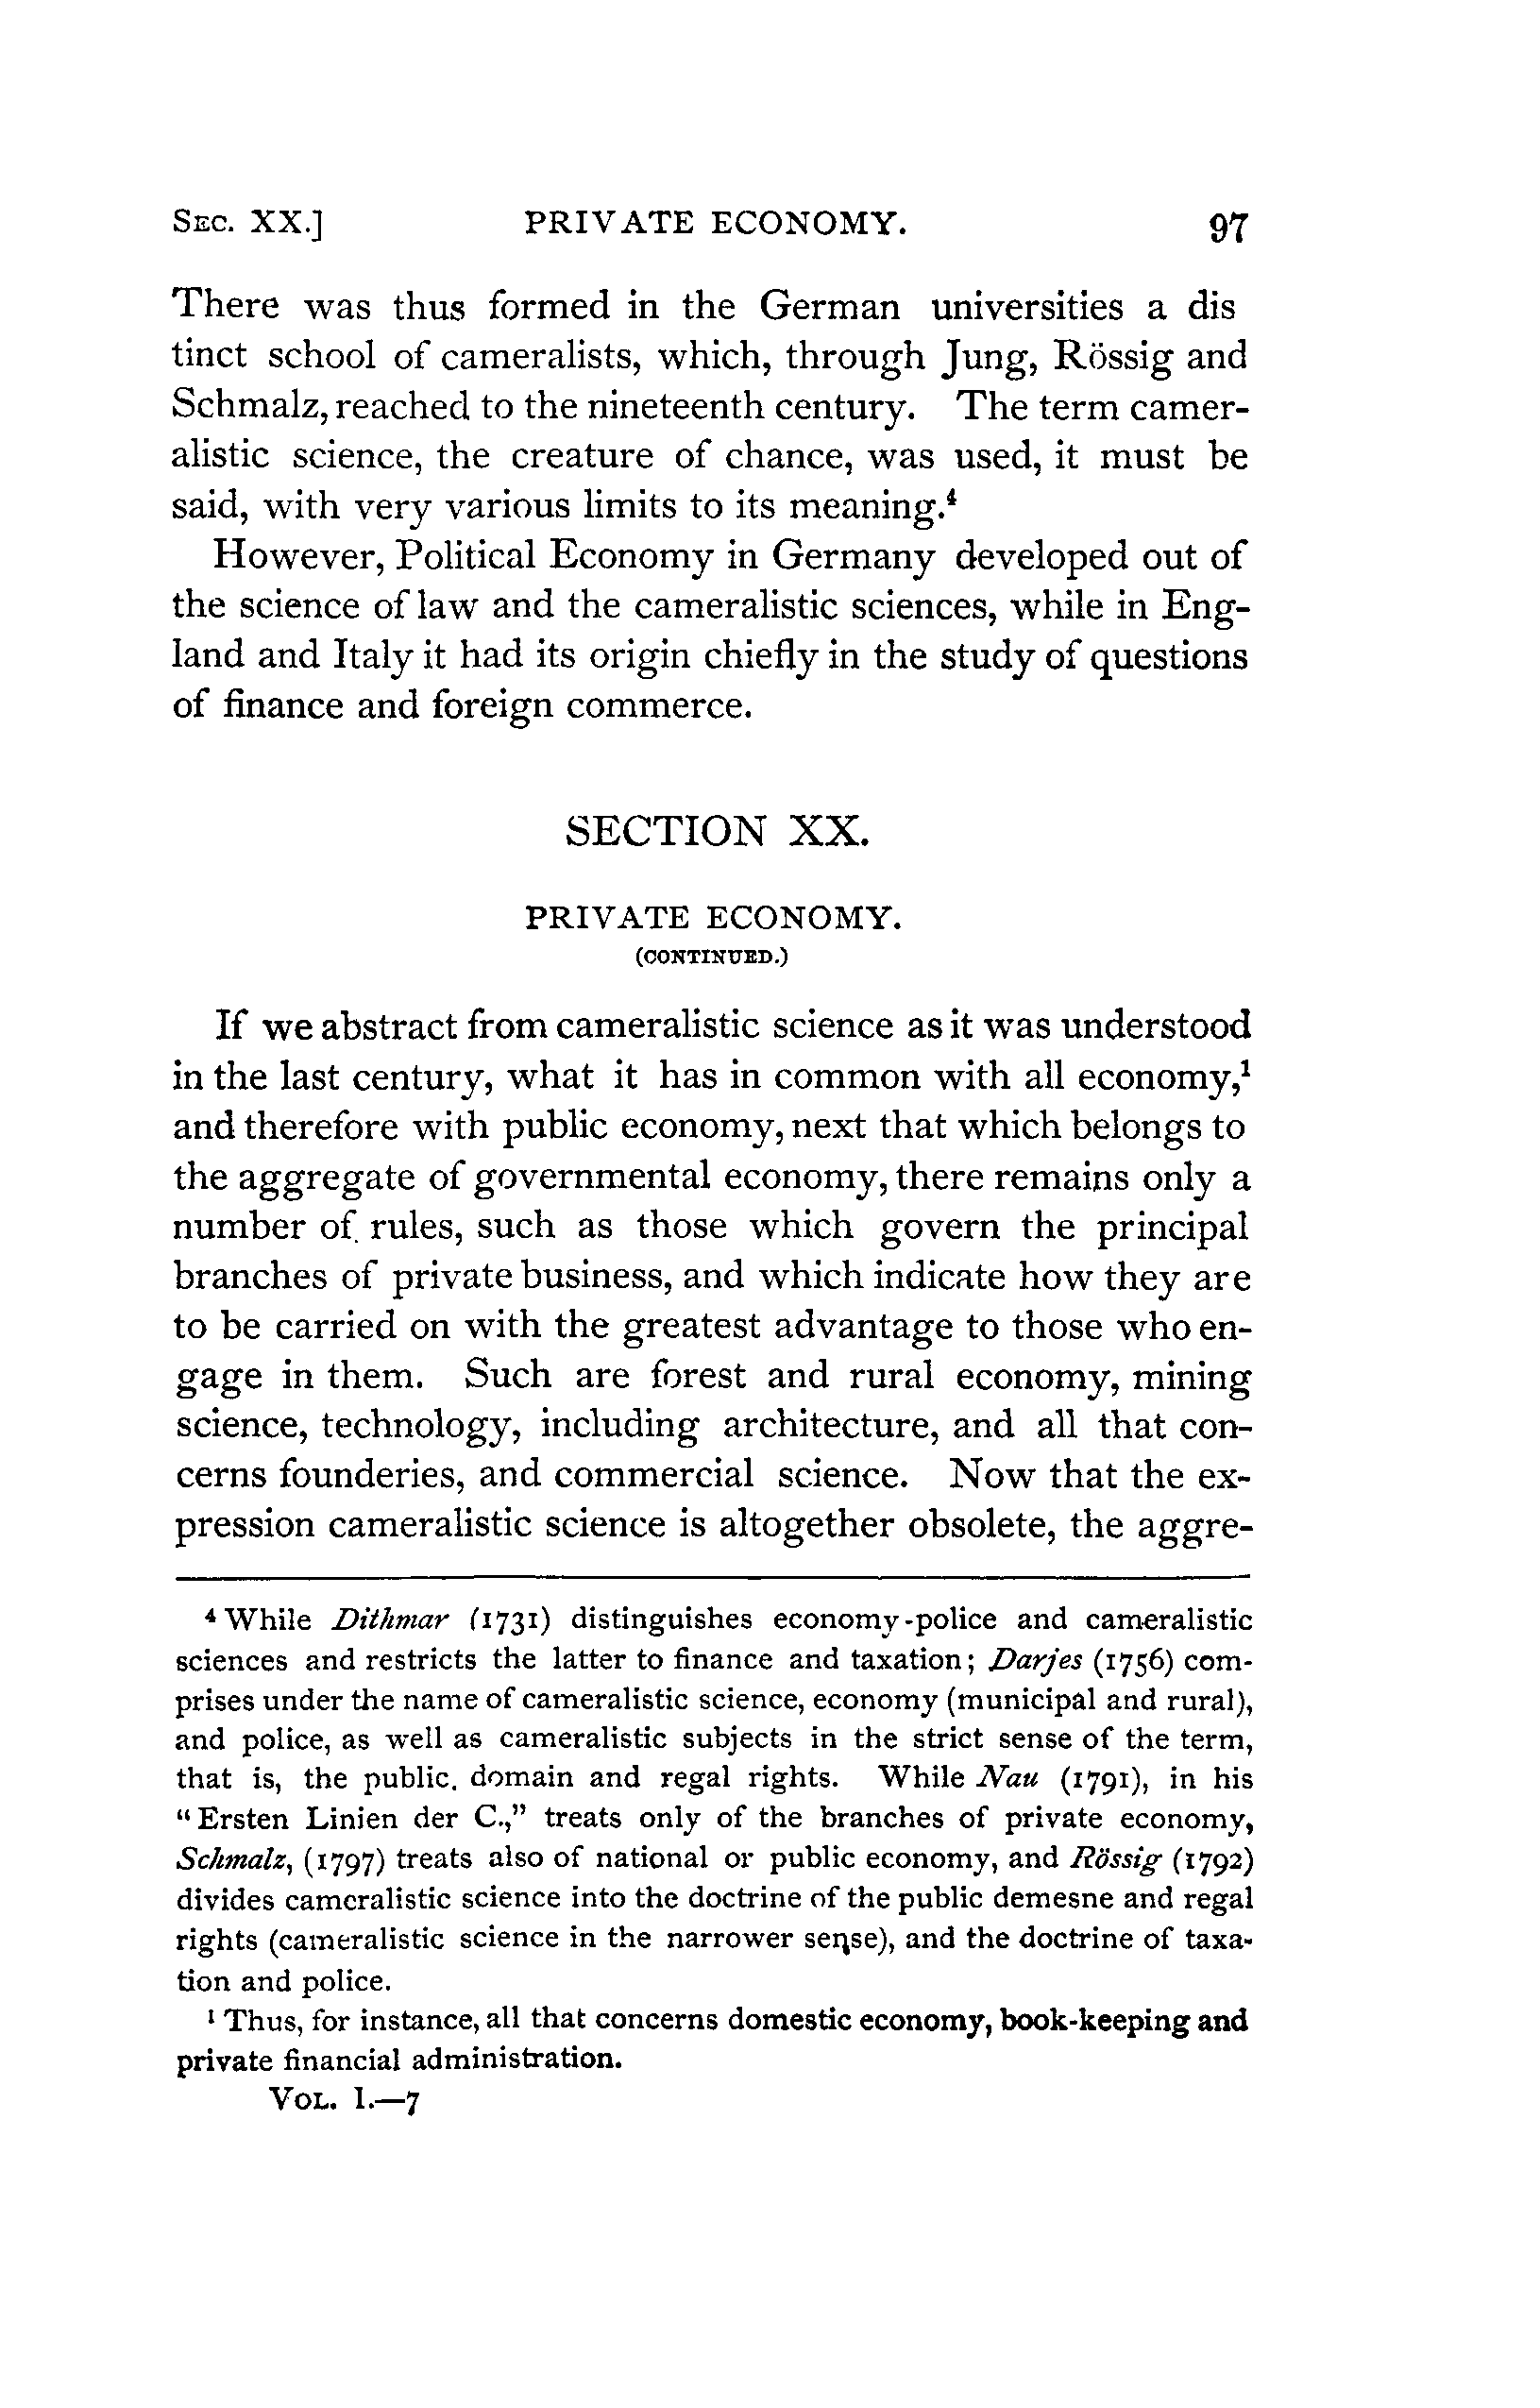 SEC. XX.] PRIVATE ECONOMY. 97
There was thus formed in the German universities a dis
tinct school of cameralists, which, through Jung, Rössig and
Schmalz, reached to the nineteenth century. The term camer-
alistic science, the creature of chance, was used, it must be
said, with very various limits to its meaning.⁴
However, Political Economy in Germany developed out of
the science of law and the cameralistic sciences, while in Eng-
land and Italy it had its origin chiefly in the study of questions
of finance and foreign commerce.
SECTION XX.
PRIVATE ECONOMY.
(CONTINUED.)
If we abstract from cameralistic science as it was understood
in the last century, what it has in common with all economy,¹
and therefore with public economy, next that which belongs to
the aggregate of governmental economy, there remains only a
number of. rules, such as those which govern the principal
branches of private business, and which indicate how they are
to be carried on with the greatest advantage to those who en-
gage in them. Such are forest and rural economy, mining
science, technology, including architecture, and all that con-
cerns founderies, and commercial science. Now that the ex-
pression cameralistic science is altogether obsolete, the aggre-
⁴ While Dithmar (1731) distinguishes economy-police and cameralistic
sciences and restricts the latter to finance and taxation; Darjes (1756) com-
prises under the name of cameralistic science, economy (municipal and rural),
and police, as well as cameralistic subjects in the strict sense of the term,
that is, the public. domain and regal rights. While Nau (1791), in his
"Ersten Linien der C.," treats only of the branches of private economy,
Schmalz, (1797) treats also of national or public economy, and Rössig (1792)
divides cameralistic science into the doctrine of the public demesne and regal
rights (cameralistic science in the narrower sense), and the doctrine of taxa-
tion and police.
¹ Thus, for instance, all that concerns domestic economy, book-keeping and
private financial administration.
VOL. I.—7